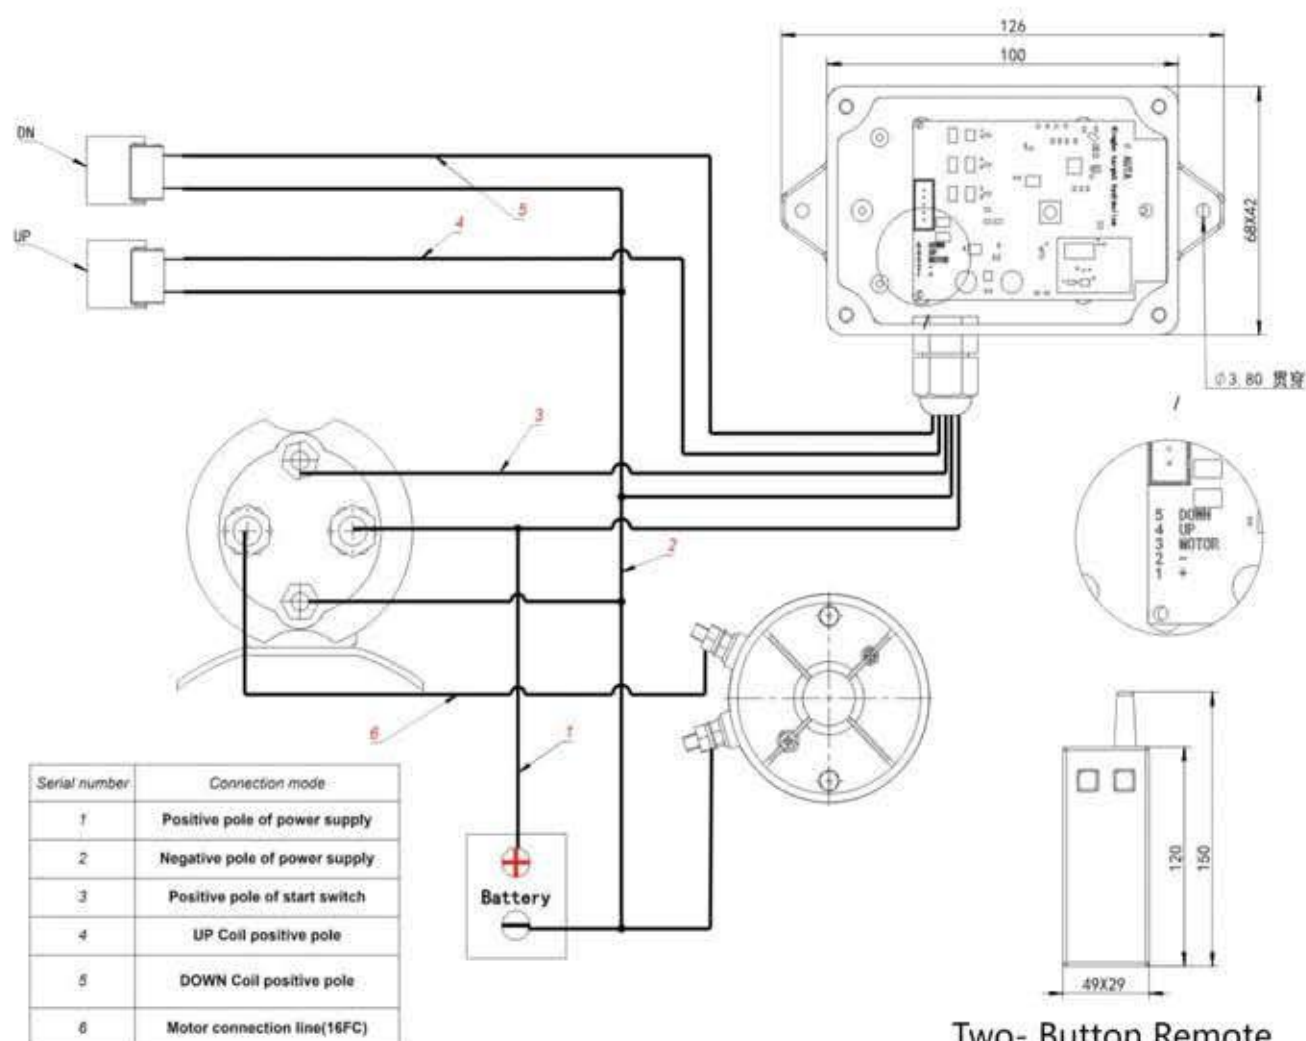 126
100
DN
UP
5
4
68X42
∅3.80 贯穿
3
I
5 DOWN
4 UP
3 MOTOR
2 -
1 +
2
6
1
Serial number Connection mode
1 Positive pole of power supply
2 Negative pole of power supply
3 Positive pole of start switch
4 UP Coil positive pole
5 DOWN Coil positive pole
6 Motor connection line(16FC)
+
Battery
-
120
160
49X29
Two- Button Remote